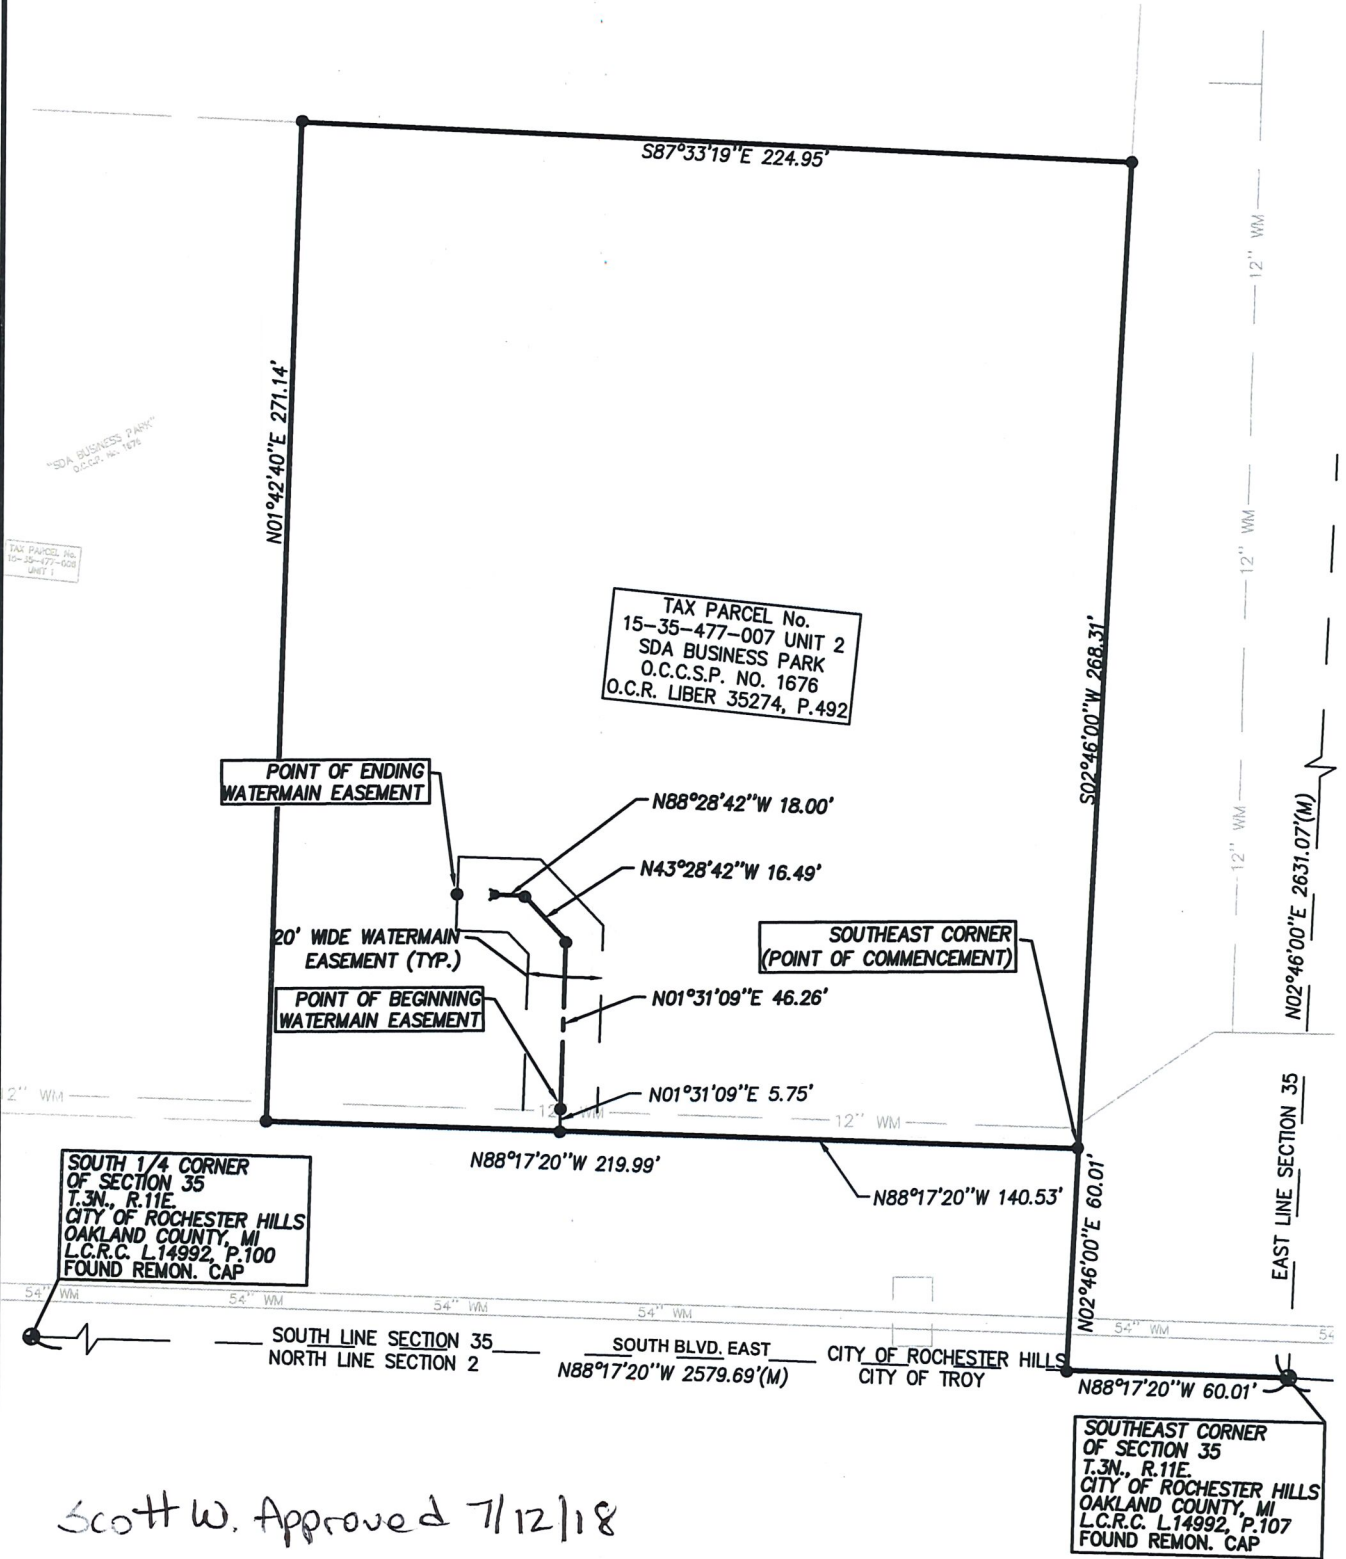 S87°33'19"E 224.95'
12" WM
N01°42'40"E 271.14'
"SDA BUSINESS PARK"
O.C.C.P. No. 1676
12" WM
TAX PARCEL No.
UNIT 1
TAX PARCEL No.
15-35-477-007 UNIT 2
SDA BUSINESS PARK
O.C.C.S.P. NO. 1676
O.C.R. LIBER 35274, P.492
S02°46'00"W 268.31'
POINT OF ENDING
WATERMAIN EASEMENT
N88°28'42"W 18.00'
N43°28'42"W 16.49'
12" WM
N02°46'00"E 2631.07'(M)
20' WIDE WATERMAIN
EASEMENT (TYP.)
SOUTHEAST CORNER
(POINT OF COMMENCEMENT)
POINT OF BEGINNING
WATERMAIN EASEMENT
N01°31'09"E 46.26'
N01°31'09"E 5.75'
2" WM
12" WM
12" WM
EAST LINE SECTION 35
N88°17'20"W 219.99'
N88°17'20"W 140.53'
N02°46'00"E 60.01'
SOUTH 1/4 CORNER
OF SECTION 35
T.3N., R.11E.
CITY OF ROCHESTER HILLS
OAKLAND COUNTY, MI
L.C.R.C. L.14992, P.100
FOUND REMON. CAP
54" WM
54" WM
54" WM
54" WM
54" WM
54
SOUTH LINE SECTION 35
NORTH LINE SECTION 2
SOUTH BLVD. EAST
N88°17'20"W 2579.69'(M)
CITY OF ROCHESTER HILLS
CITY OF TROY
N88°17'20"W 60.01'
SOUTHEAST CORNER
OF SECTION 35
T.3N., R.11E.
CITY OF ROCHESTER HILLS
OAKLAND COUNTY, MI
L.C.R.C. L.14992, P.107
FOUND REMON. CAP
Scott W. Approved 7/12/18